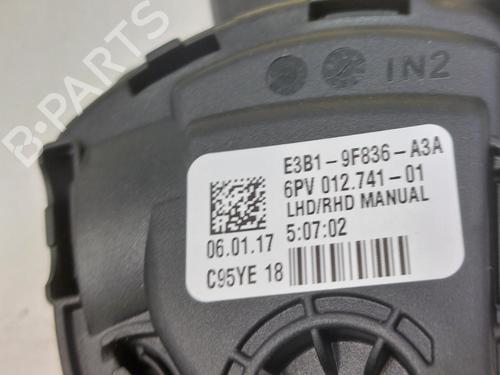 B-PARTS
IN2
E3B1-9F836-A3A
6PV 012.741-01
LHD/RHD MANUAL
06.01.17 5:07:02
C95YE 18